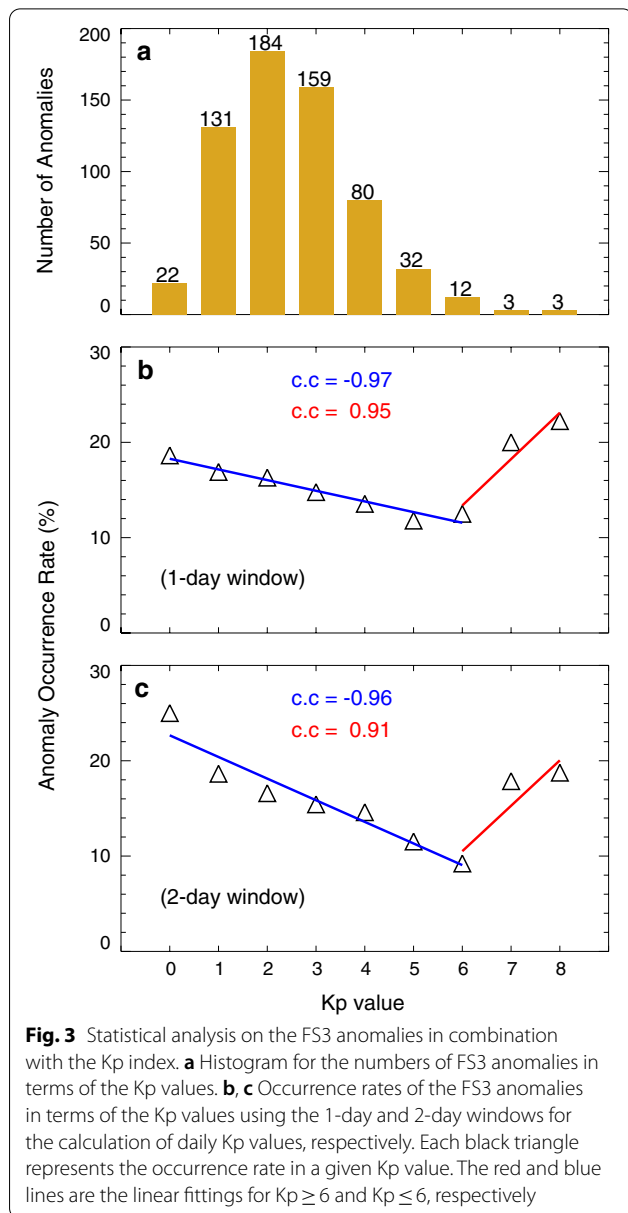 a
200
150
100
50
0
Number of Anomalies
22
131
184
159
80
32
12
3
3
b
30
20
10
0
c.c = -0.97
c.c = 0.95
(1-day window)
Anomaly Occurrence Rate (%)
c
30
20
10
0
c.c = -0.96
c.c = 0.91
(2-day window)
0 1 2 3 4 5 6 7 8
Kp value
Fig. 3 Statistical analysis on the FS3 anomalies in combination
with the Kp index. a Histogram for the numbers of FS3 anomalies in
terms of the Kp values. b, c Occurrence rates of the FS3 anomalies
in terms of the Kp values using the 1-day and 2-day windows for
the calculation of daily Kp values, respectively. Each black triangle
represents the occurrence rate in a given Kp value. The red and blue
lines are the linear fittings for Kp ≥ 6 and Kp ≤ 6, respectively